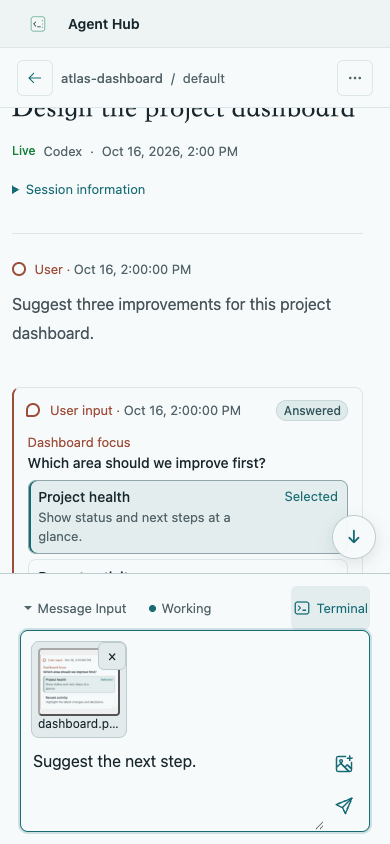 Agent Hub
atlas-dashboard / default
Design the project dashboard
Live Codex · Oct 16, 2026, 2:00 PM
Session information
User · Oct 16, 2:00:00 PM
Suggest three improvements for this project
dashboard.
User input · Oct 16, 2:00:00 PM Answered
Dashboard focus
Which area should we improve first?
Project health Selected
Show status and next steps at a
glance.
Message Input Working Terminal
dashboard.p...
Suggest the next step.